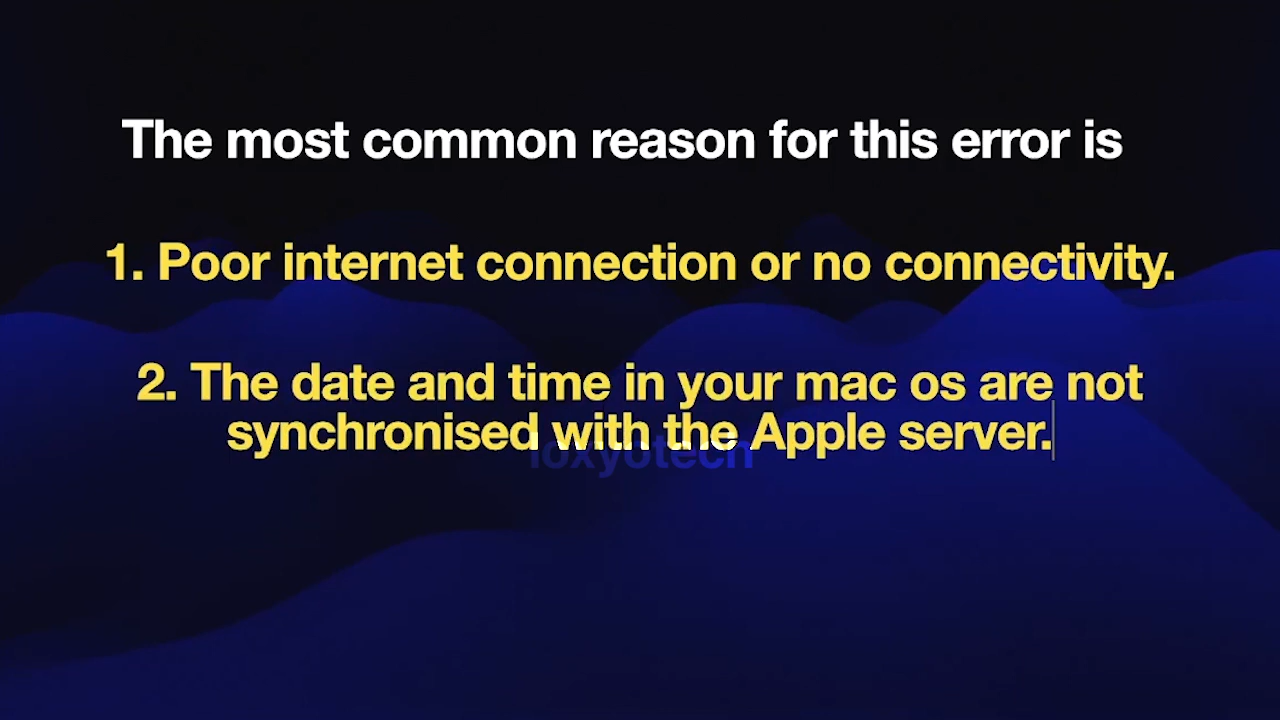 The most common reason for this error is
1. Poor internet connection or no connectivity.
2. The date and time in your mac os are not
synchronised with the Apple server.
loxyotech